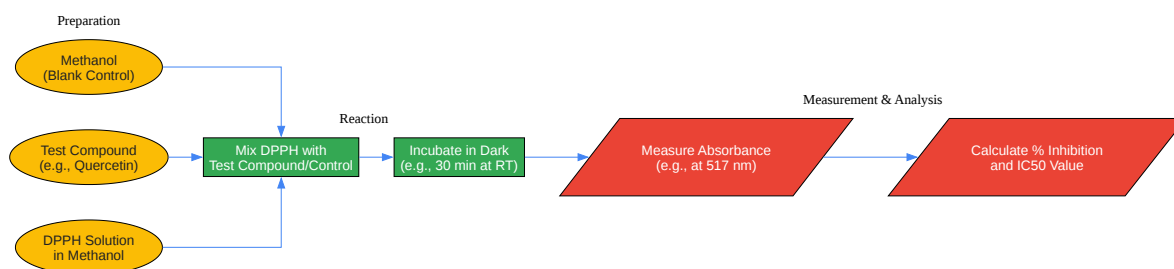 Preparation
Methanol
(Blank Control)
Test Compound
(e.g., Quercetin)
DPPH Solution
in Methanol
Reaction
Mix DPPH with
Test Compound/Control
Incubate in Dark
(e.g., 30 min at RT)
Measurement & Analysis
Measure Absorbance
(e.g., at 517 nm)
Calculate % Inhibition
and IC50 Value